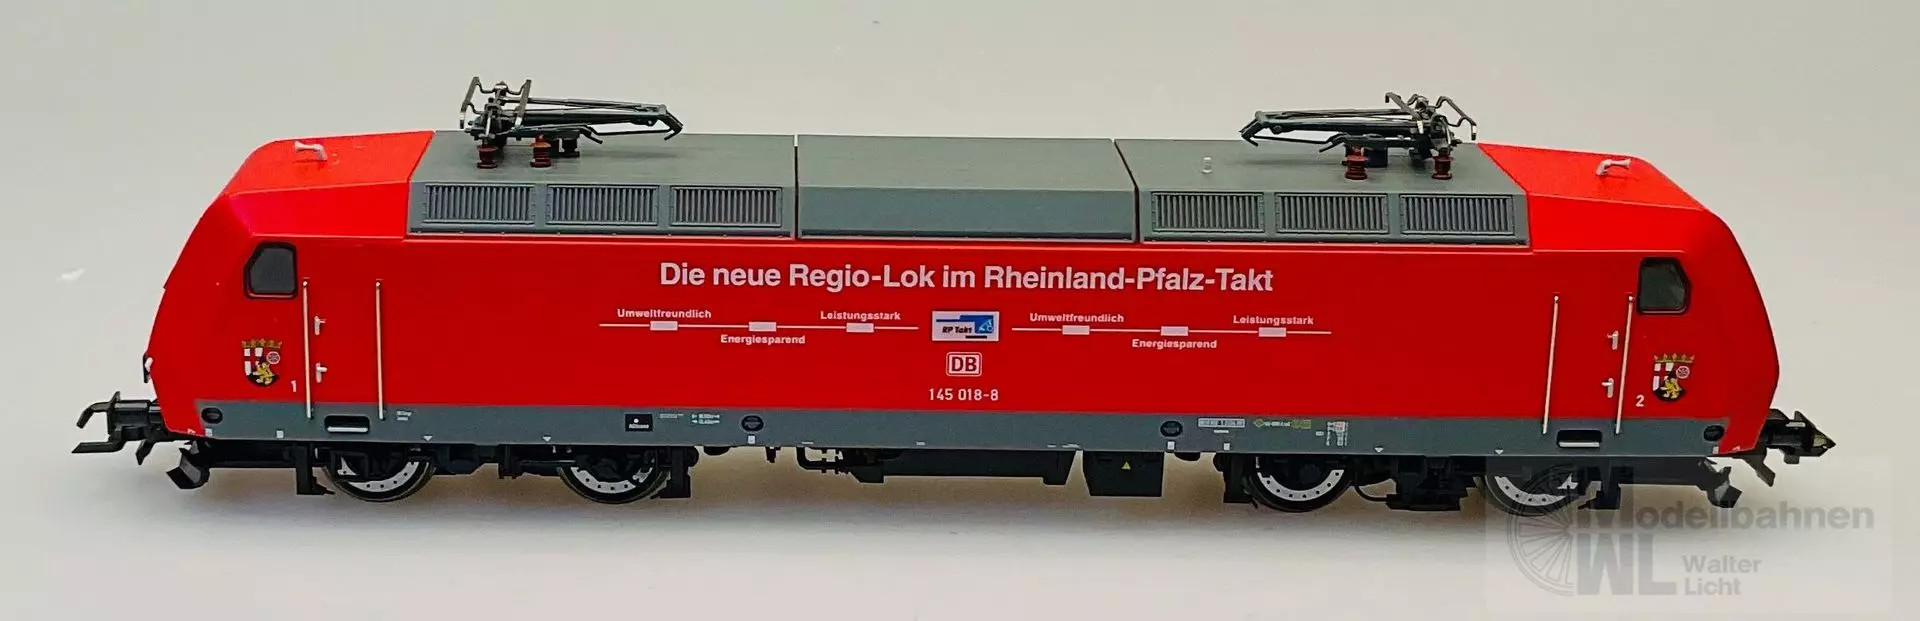 Die neue Regio-Lok im Rheinland-Pfalz-Takt
Umweltfreundlich
Leistungsstark
Energiesparend
RP Takt
Umweltfreundlich
Leistungsstark
Energiesparend
DB
145 018-8
1
2
Modellbahnen
WL
Walter
Licht